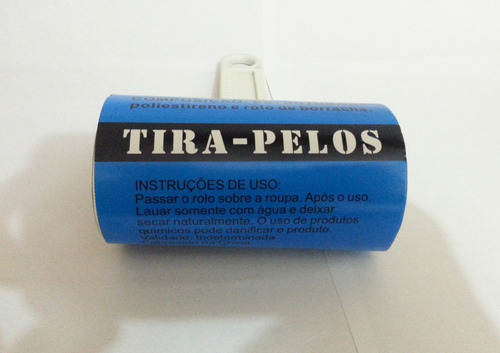 poliestireno e rolo de borracha.
TIRA-PELOS
INSTRUÇÕES DE USO:
Passar o rolo sobre a roupa. Após o uso.
Lauar somente com água e deixar
secar naturalmente. O uso de produtos
químicos pode danificar o produto.
Validade: Indeterminada